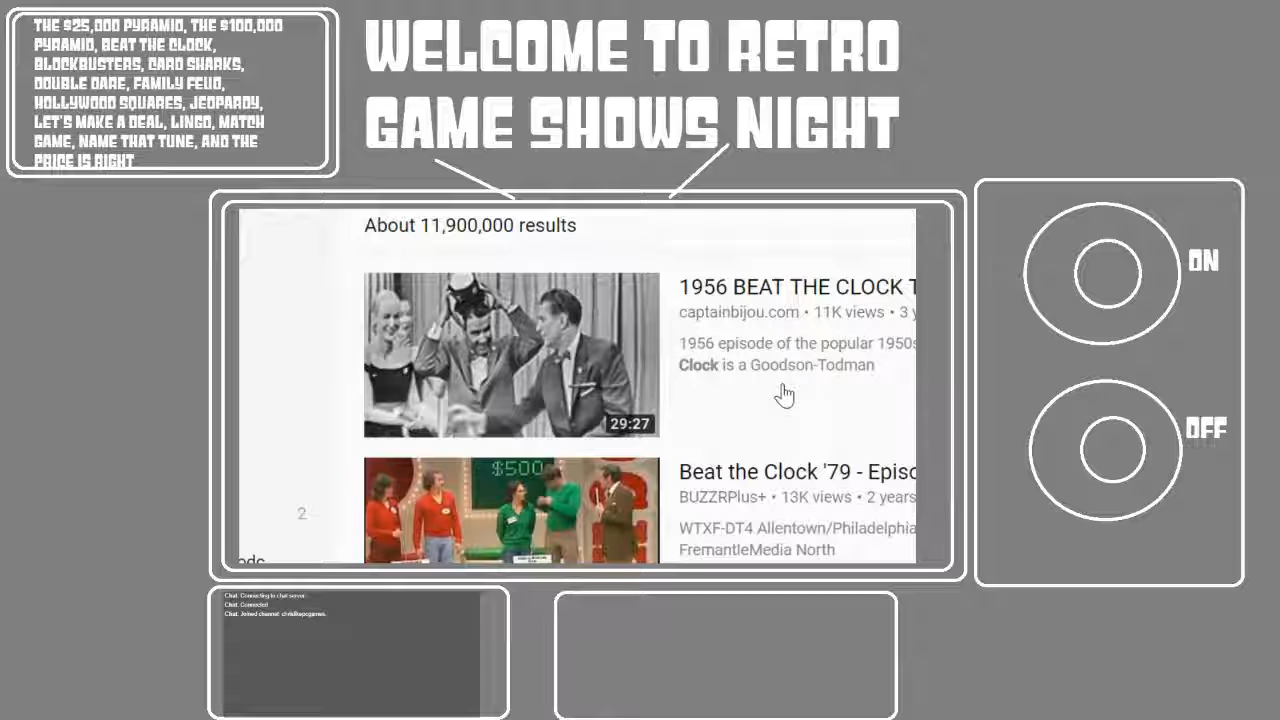 THE $25,000 PYRAMID, THE $100,000
PYRAMID, BEAT THE CLOCK,
BLOCKBUSTERS, CARD SHARKS,
DOUBLE DARE, FAMILY FEUD,
HOLLYWOOD SQUARES, JEOPARDY,
LET'S MAKE A DEAL, LINGO, MATCH
GAME, NAME THAT TUNE, AND THE
PRICE IS RIGHT
WELCOME TO RETRO
GAME SHOWS NIGHT
About 11,900,000 results
1956 BEAT THE CLOCK T
captainbijou.com • 11K views • 3 y
1956 episode of the popular 1950s
Clock is a Goodson-Todman
29:27
$500
Beat the Clock '79 - Episo
BUZZRPlus+ • 13K views • 2 years
WTXF-DT4 Allentown/Philadelphia
FremantleMedia North
2
ON
OFF
Chat: Connecting to chat server
Chat: Connected
Chat: Joined channel: chrislikepcgames.